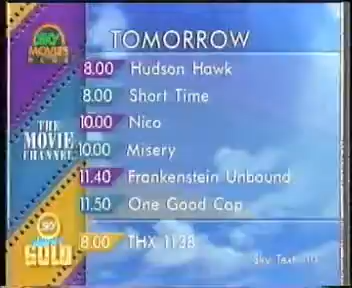 TOMORROW
SKY
MOVIES
PLUS
8.00 Hudson Hawk
8.00 Short Time
10.00 Nico
THE
MOVIE
CHANNEL
10.00 Misery
11.40 Frankenstein Unbound
11.50 One Good Cop
sky
GOLD
8.00 THX 1138
Sky Text